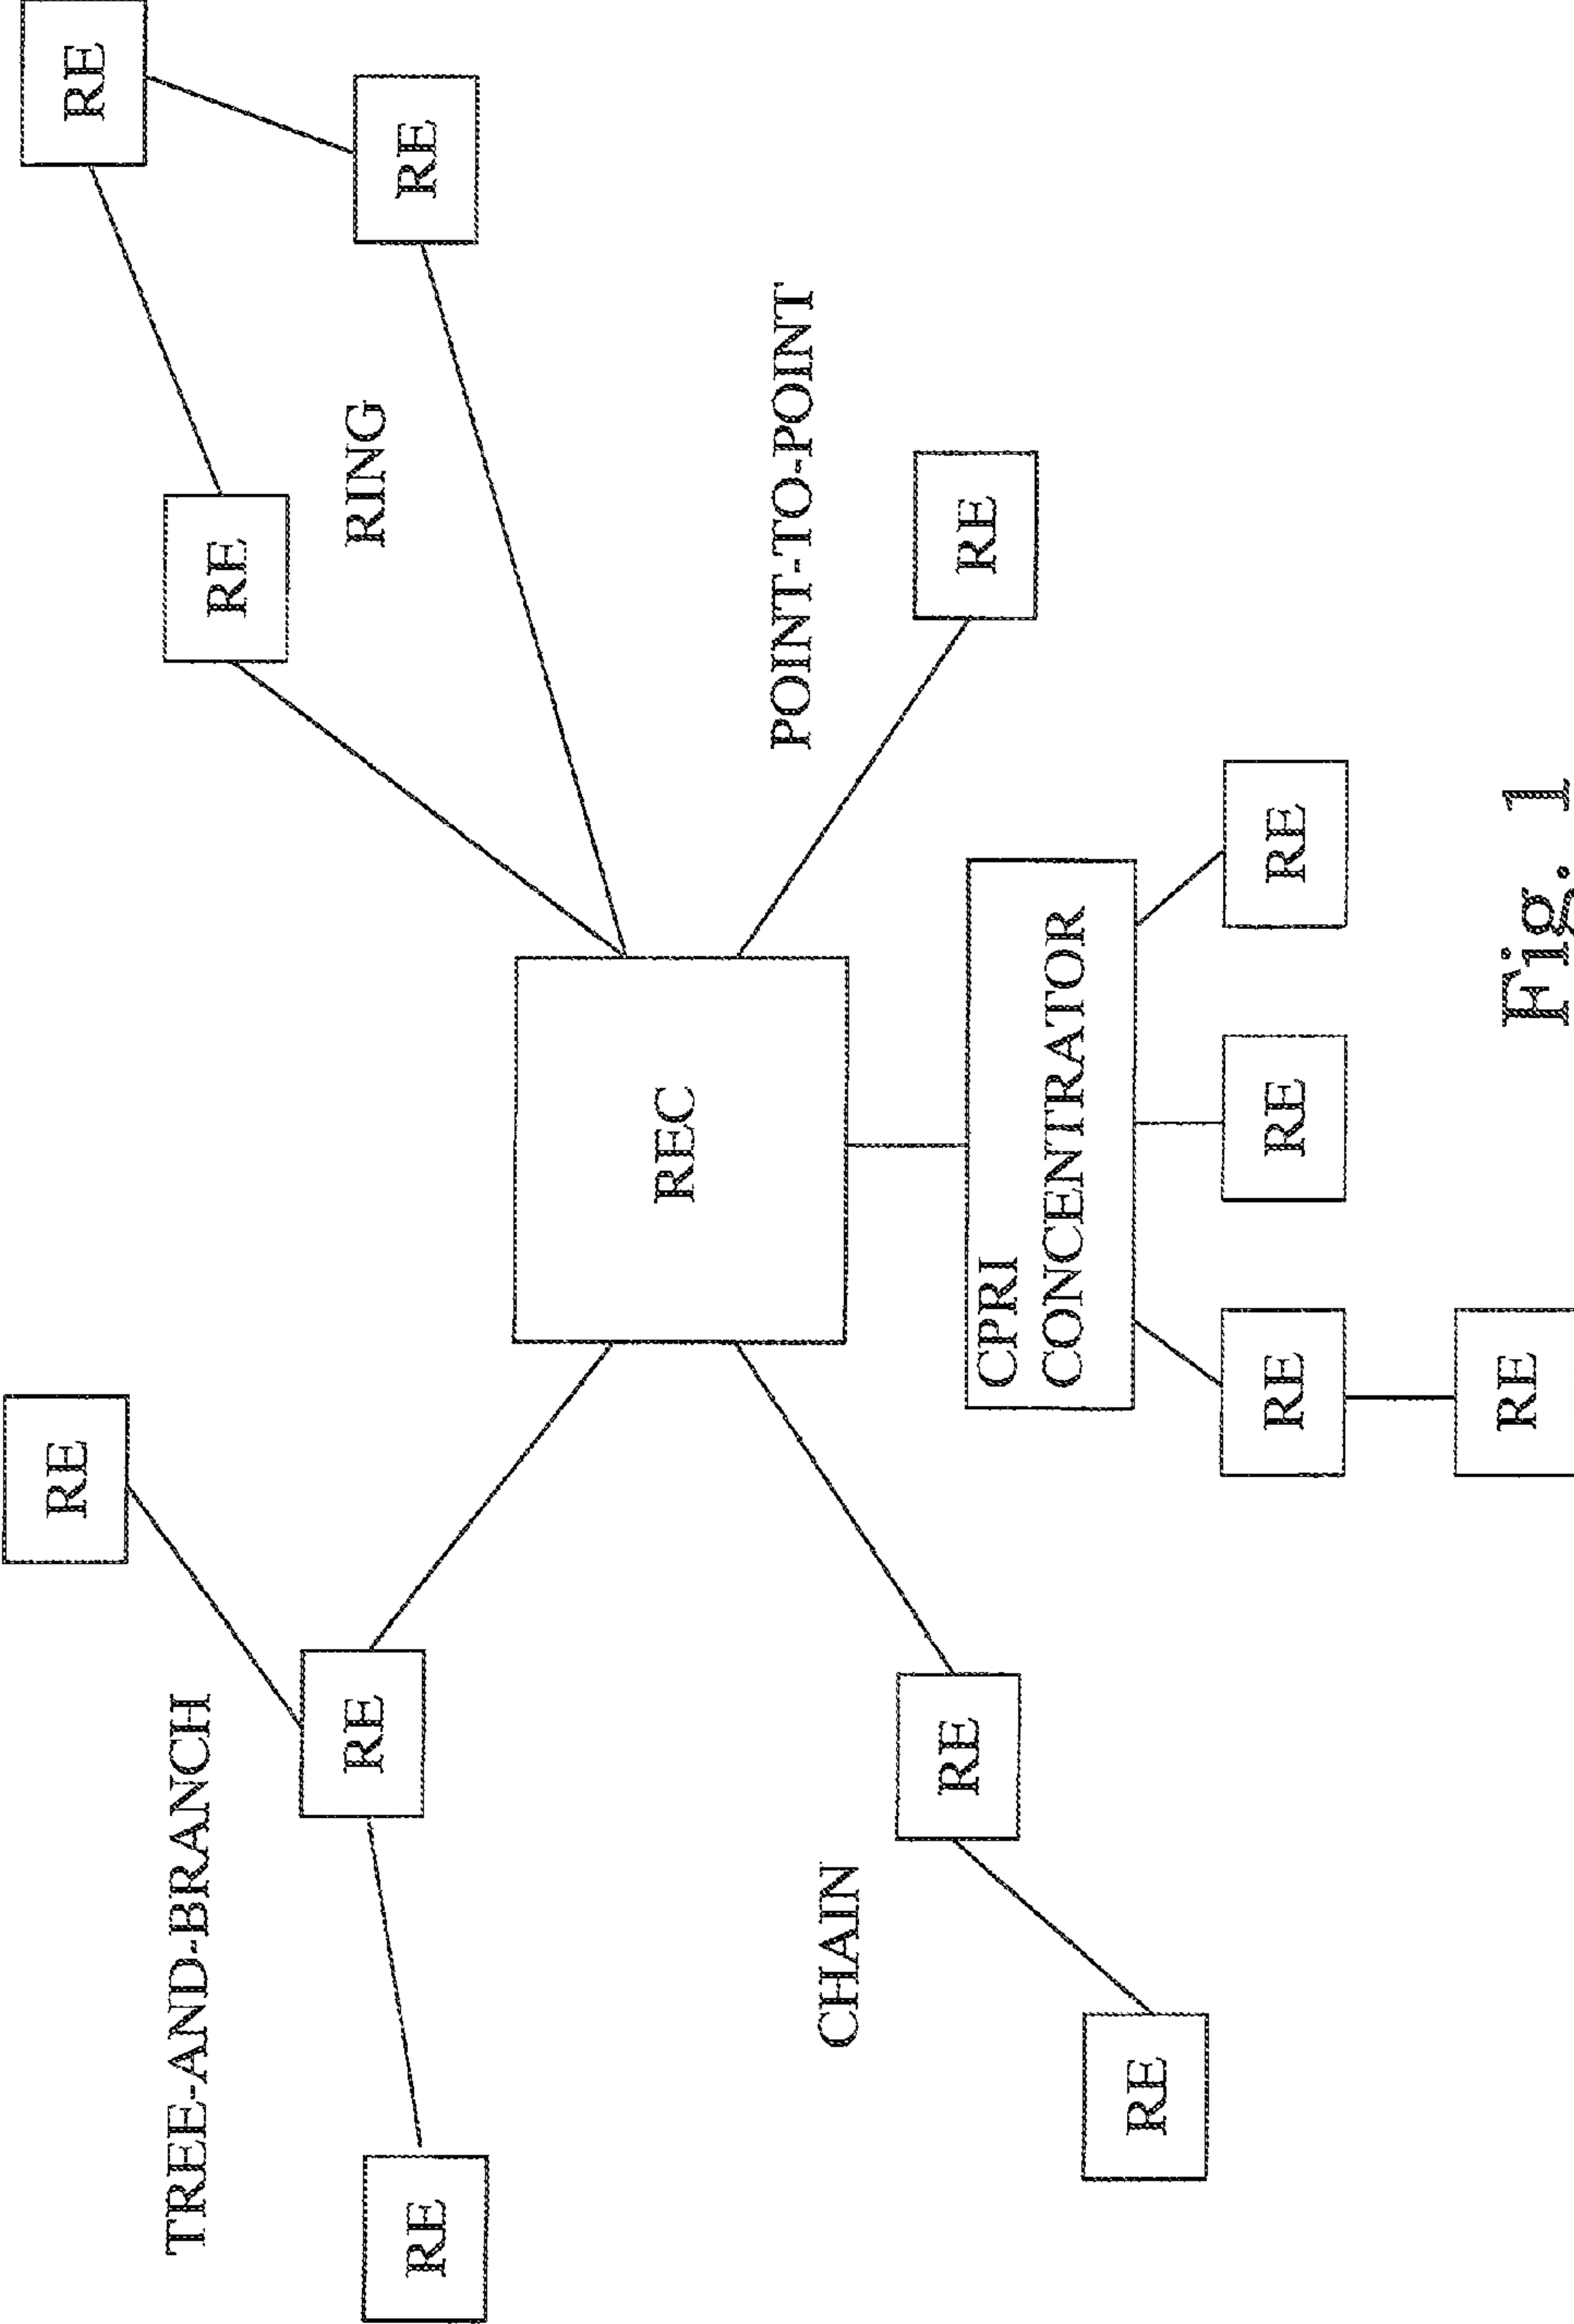 RE
RE
TREE-AND-BRANCH
RE
RE
RING
RE
RE
REC
POINT-TO-POINT
CHAIN
RE
RE
CPRI
CONCENTRATOR
RE
RE
RE
RE
RE
Fig. 1